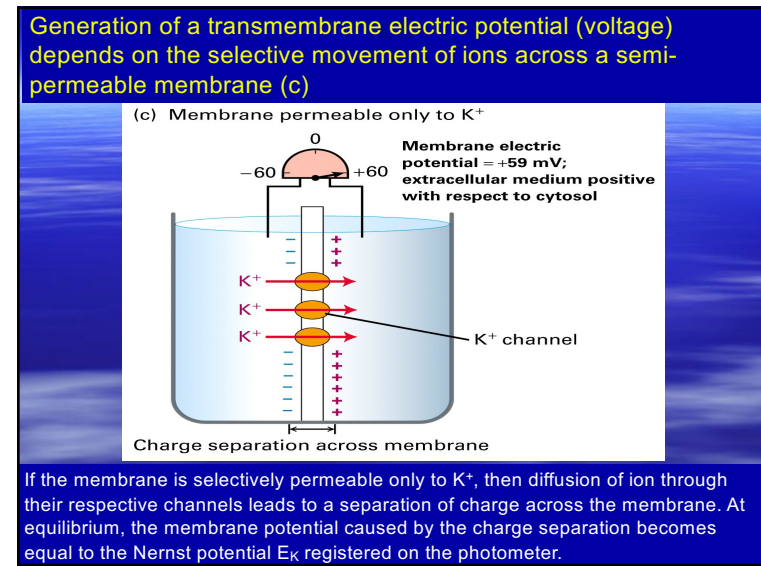 Generation of a transmembrane electric potential (voltage)
depends on the selective movement of ions across a semi-
permeable membrane (c)
(c) Membrane permeable only to K⁺
0
−60
+60
Membrane electric
potential = +59 mV;
extracellular medium positive
with respect to cytosol
− +
− +
− +
K⁺
K⁺
K⁺
K⁺ channel
− +
− +
− +
− +
− +
− +
Charge separation across membrane
If the membrane is selectively permeable only to K⁺, then diffusion of ion through
their respective channels leads to a separation of charge across the membrane. At
equilibrium, the membrane potential caused by the charge separation becomes
equal to the Nernst potential Eₖ registered on the photometer.